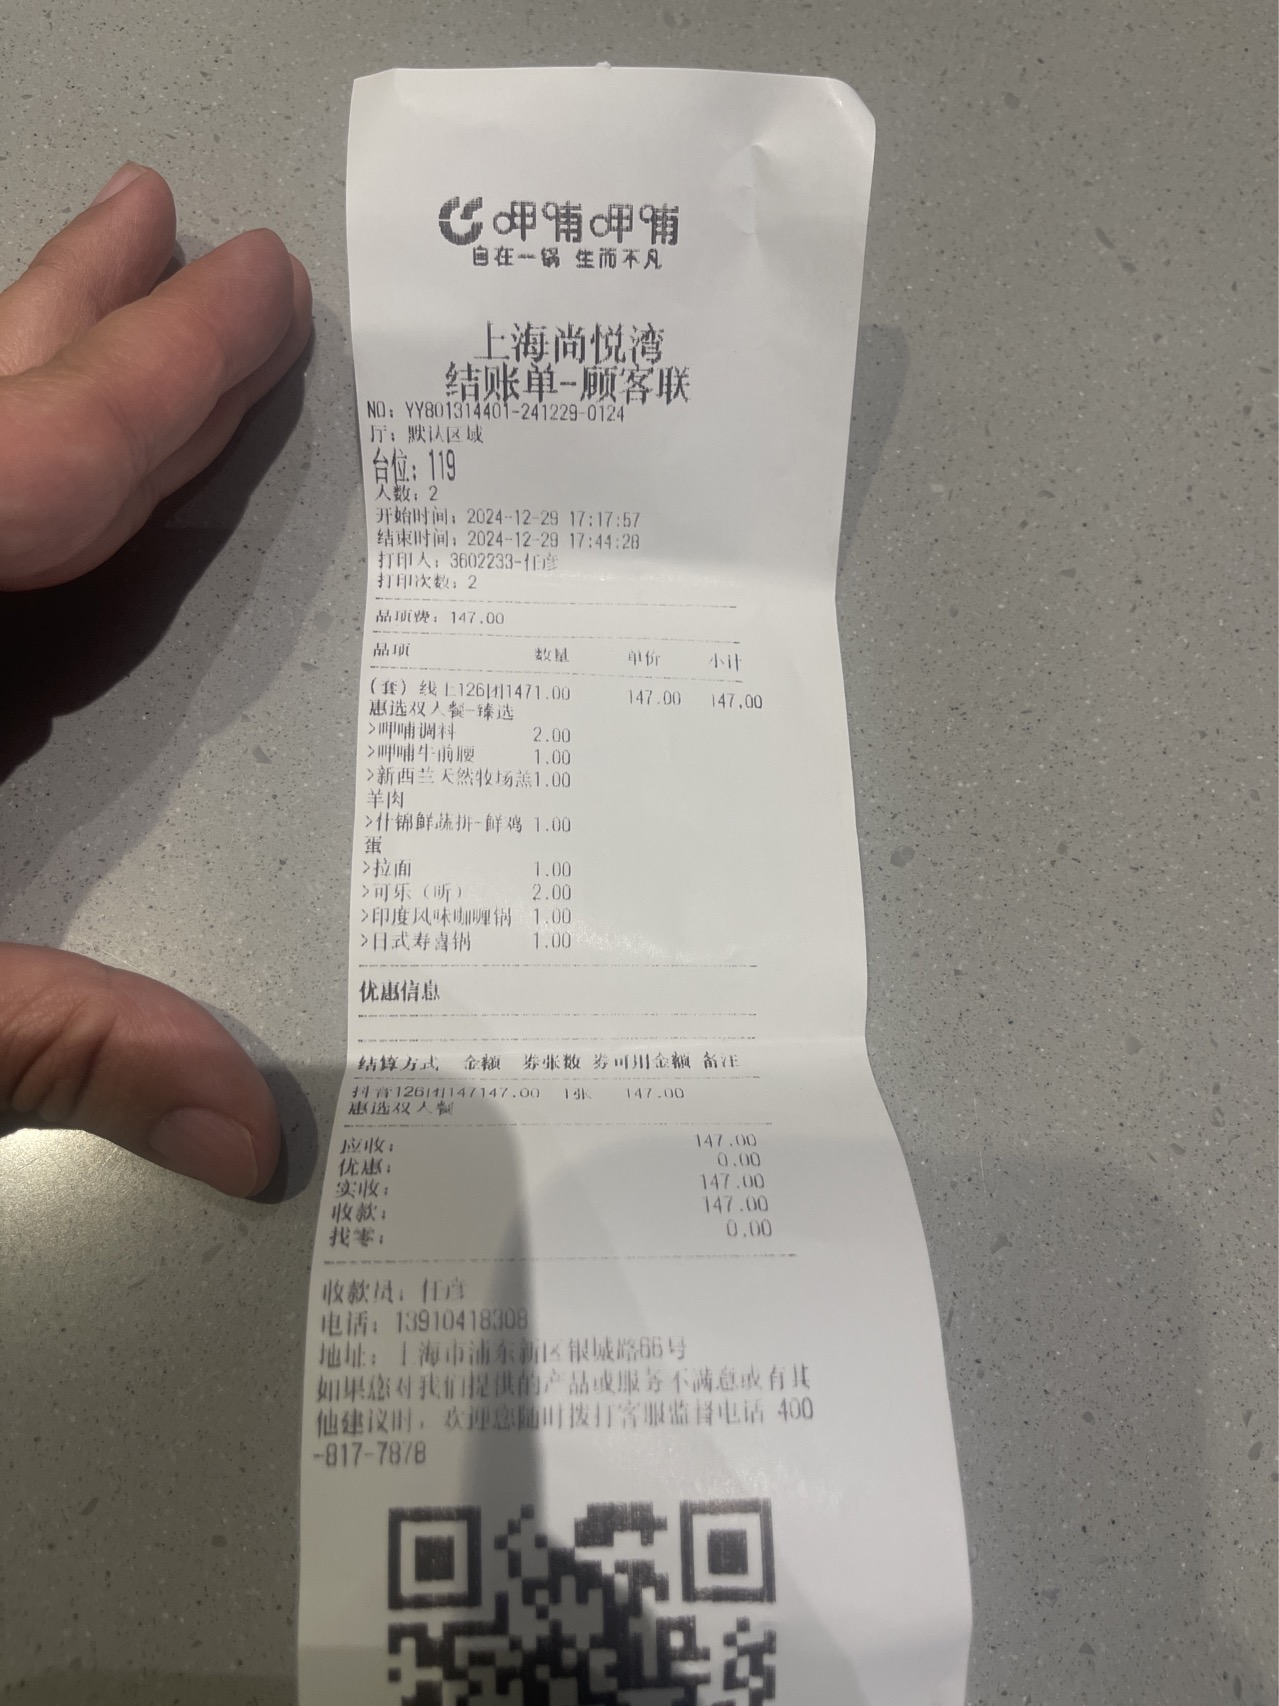 呷哺呷哺
自在一锅 生而不凡
上海尚悦湾
结账单-顾客联
NO: YY801314401-241229-0124
厅: 默认区域
台位: 119
人数: 2
开始时间: 2024-12-29 17:17:57
结束时间: 2024-12-29 17:44:28
打印人: 3602233-任彦
打印次数: 2
品项费: 147.00
品项 数量 单价 小计
(套) 线上126团1471.00 147.00 147.00
惠选双人餐-臻选
>呷哺调料 2.00
>呷哺牛前腰 1.00
>新西兰天然牧场羔1.00
羊肉
>什锦鲜蔬拼-鲜鸡 1.00
蛋
>拉面 1.00
>可乐（听） 2.00
>印度风味咖喱锅 1.00
>日式寿喜锅 1.00
优惠信息
结算方式 金额 券张数 券可用金额 备注
抖音126团147147.00 1张 147.00
惠选双人餐
应收: 147.00
优惠: 0.00
实收: 147.00
收款: 147.00
找零: 0.00
收款员: 任彦
电话: 13910418308
地址: 上海市浦东新区银城路66号
如果您对我们提供的产品或服务不满意或有其
他建议时, 欢迎您随时拨打客服监督电话 400
-817-7878